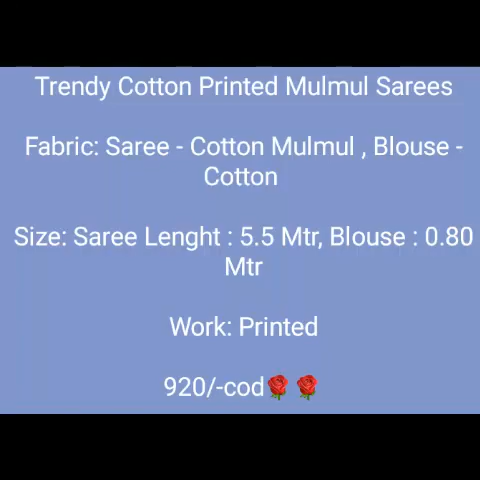 Trendy Cotton Printed Mulmul Sarees
Fabric: Saree - Cotton Mulmul , Blouse -
Cotton
Size: Saree Lenght : 5.5 Mtr, Blouse : 0.80
Mtr
Work: Printed
920/-cod🌹🌹